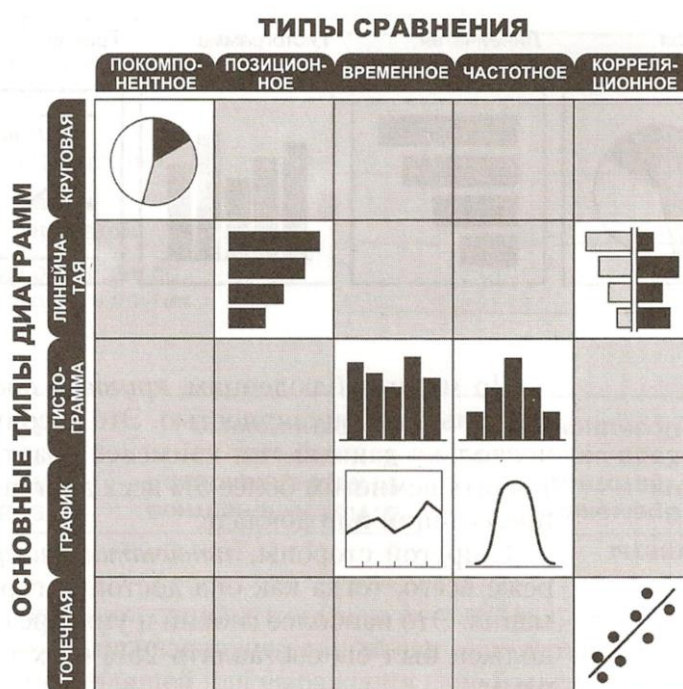 ТИПЫ СРАВНЕНИЯ
ПОКОМПО-
НЕНТНОЕ
ПОЗИЦИОН-
НОЕ
ВРЕМЕННОЕ
ЧАСТОТНОЕ
КОРРЕЛЯ-
ЦИОННОЕ
ОСНОВНЫЕ ТИПЫ ДИАГРАММ
КРУГОВАЯ
ЛИНЕЙЧА-
ТАЯ
ГИСТО-
ГРАММА
ГРАФИК
ТОЧЕЧНАЯ